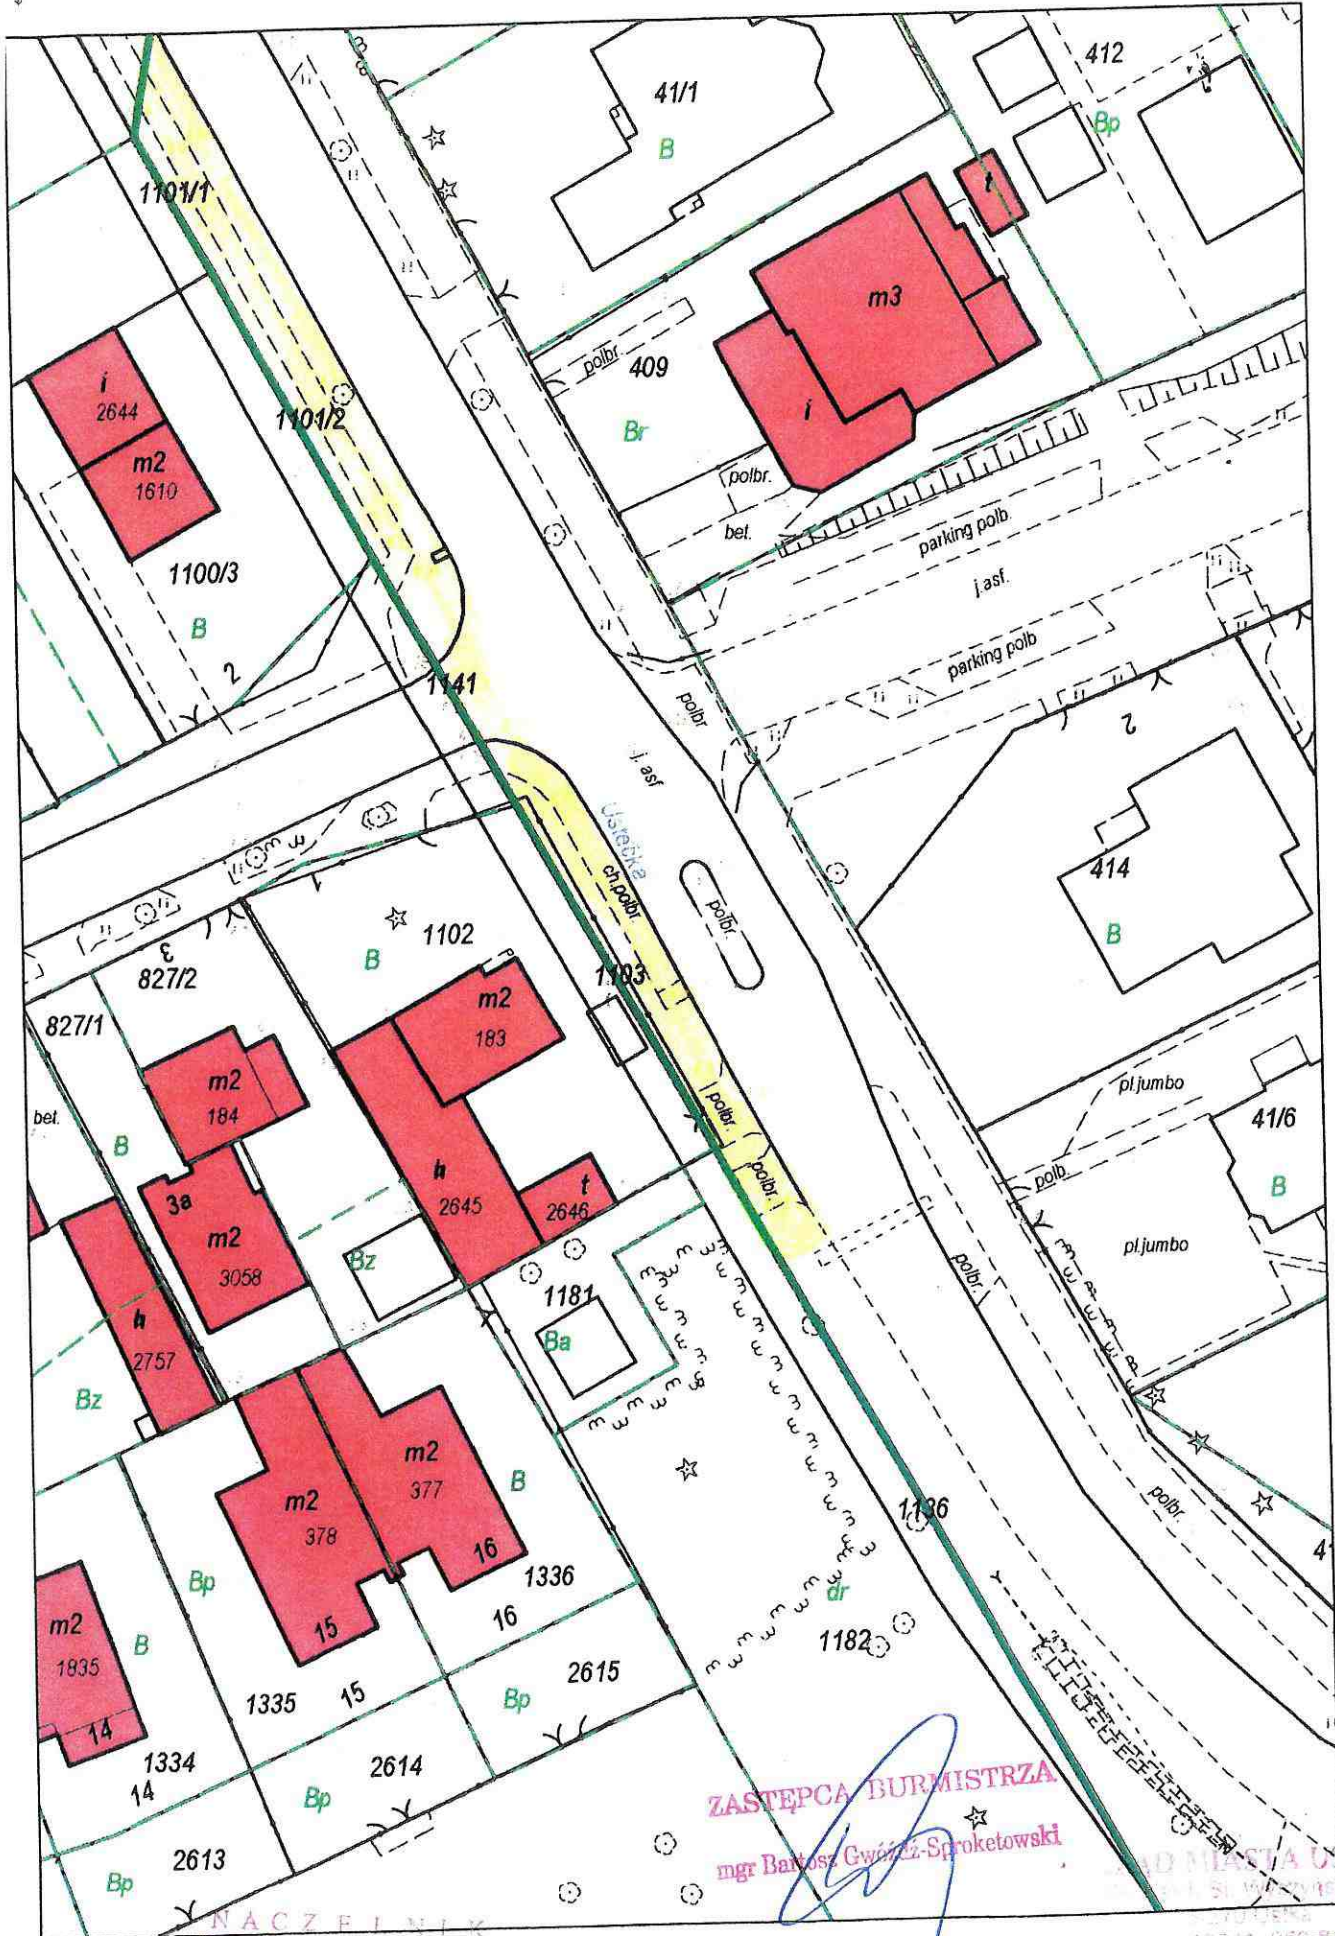 412
41/1
B
Bp
1101/1
t
m3
polbr.
409
i
2644
1101/2
i
Br
m2
1610
polbr.
bet.
parking polb.
1100/3
j.asf.
B
2
parking polb
1141
polbr
2
j. asf
Ustecka
ch.polbr.
414
3
1
polbr.
B
1102
B
827/2
1103
m2
183
827/1
m2
184
pl.jumbo
bet.
polbr.
41/6
B
h
2645
polb.
polbr.
B
3a
t
2646
m2
3058
pl.jumbo
Bz
polbr.
1181
h
2757
Ba
Bz
m2
377
B
m2
378
1136
polbr.
16
1336
Bp
dr
15
16
m2
1835
B
1182
2615
1335
15
Bp
14
1334
14
2614
Bp
ZASTĘPCA BURMISTRZA
mgr Bartosz Gwóźdź-Sproketowski
2613
Bp
NACZELNIK
MIASTA